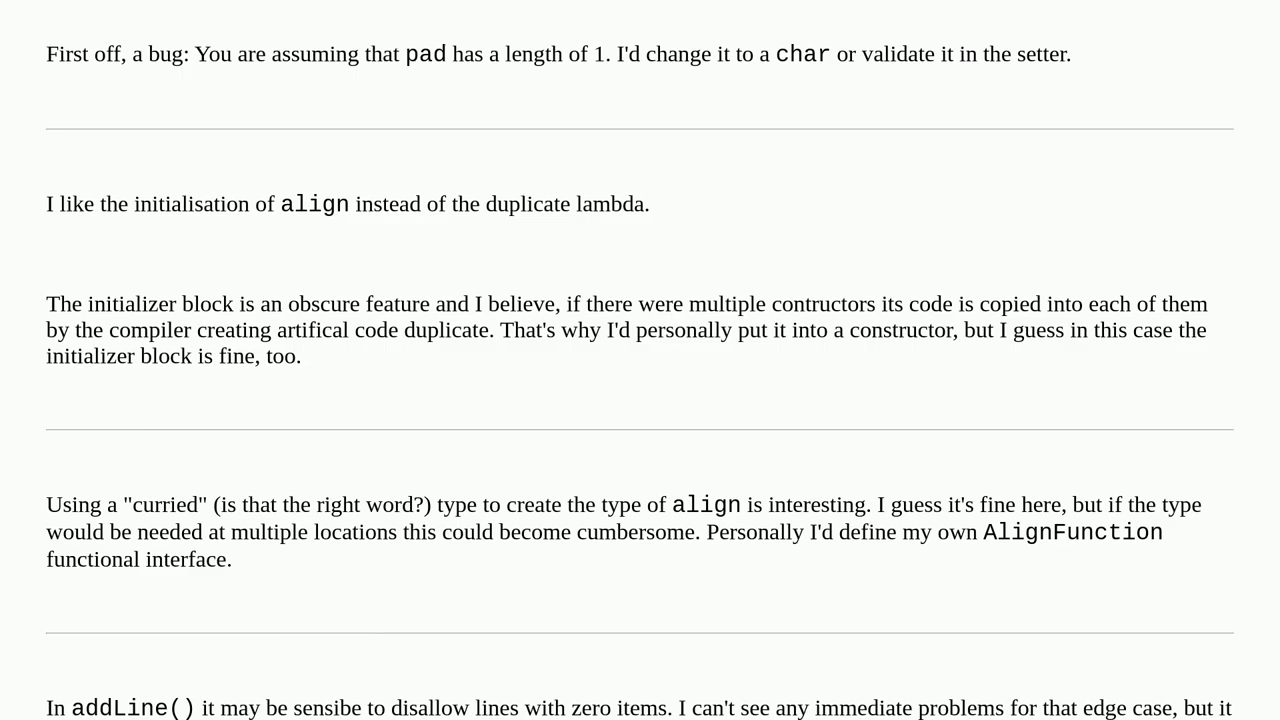 First off, a bug: You are assuming that pad has a length of 1. I'd change it to a char or validate it in the setter.
I like the initialisation of align instead of the duplicate lambda.
The initializer block is an obscure feature and I believe, if there were multiple contructors its code is copied into each of them
by the compiler creating artifical code duplicate. That's why I'd personally put it into a constructor, but I guess in this case the
initializer block is fine, too.
Using a "curried" (is that the right word?) type to create the type of align is interesting. I guess it's fine here, but if the type
would be needed at multiple locations this could become cumbersome. Personally I'd define my own AlignFunction
functional interface.
In addLine() it may be sensibe to disallow lines with zero items. I can't see any immediate problems for that edge case, but it